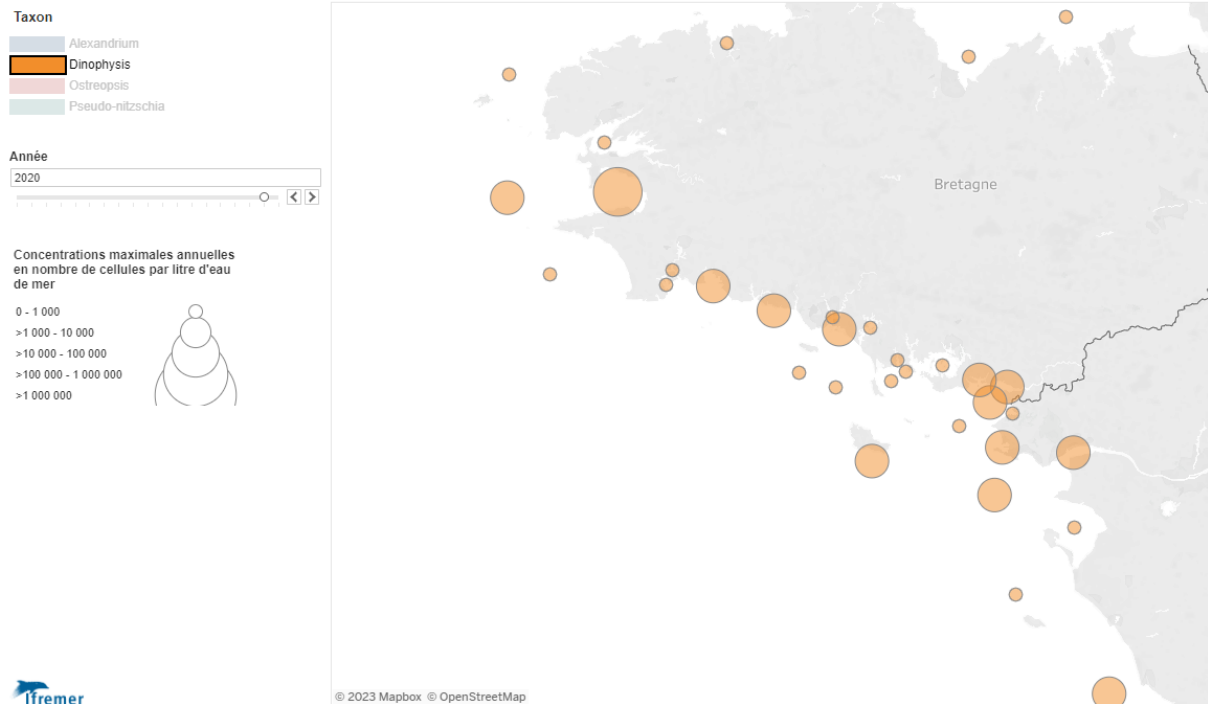 Taxon
Alexandrium
Dinophysis
Ostreopsis
Pseudo-nitzschia
Année
2020
Concentrations maximales annuelles
en nombre de cellules par litre d'eau
de mer
0 - 1 000
>1 000 - 10 000
>10 000 - 100 000
>100 000 - 1 000 000
>1 000 000
Ifremer
Bretagne
© 2023 Mapbox © OpenStreetMap